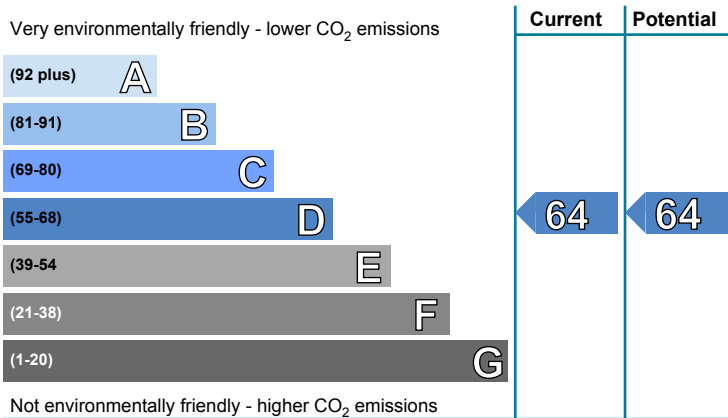 Current Potential
Very environmentally friendly - lower CO₂ emissions
(92 plus) A
(81-91) B
(69-80) C
(55-68) D 64 64
(39-54 E
(21-38) F
(1-20) G
Not environmentally friendly - higher CO₂ emissions